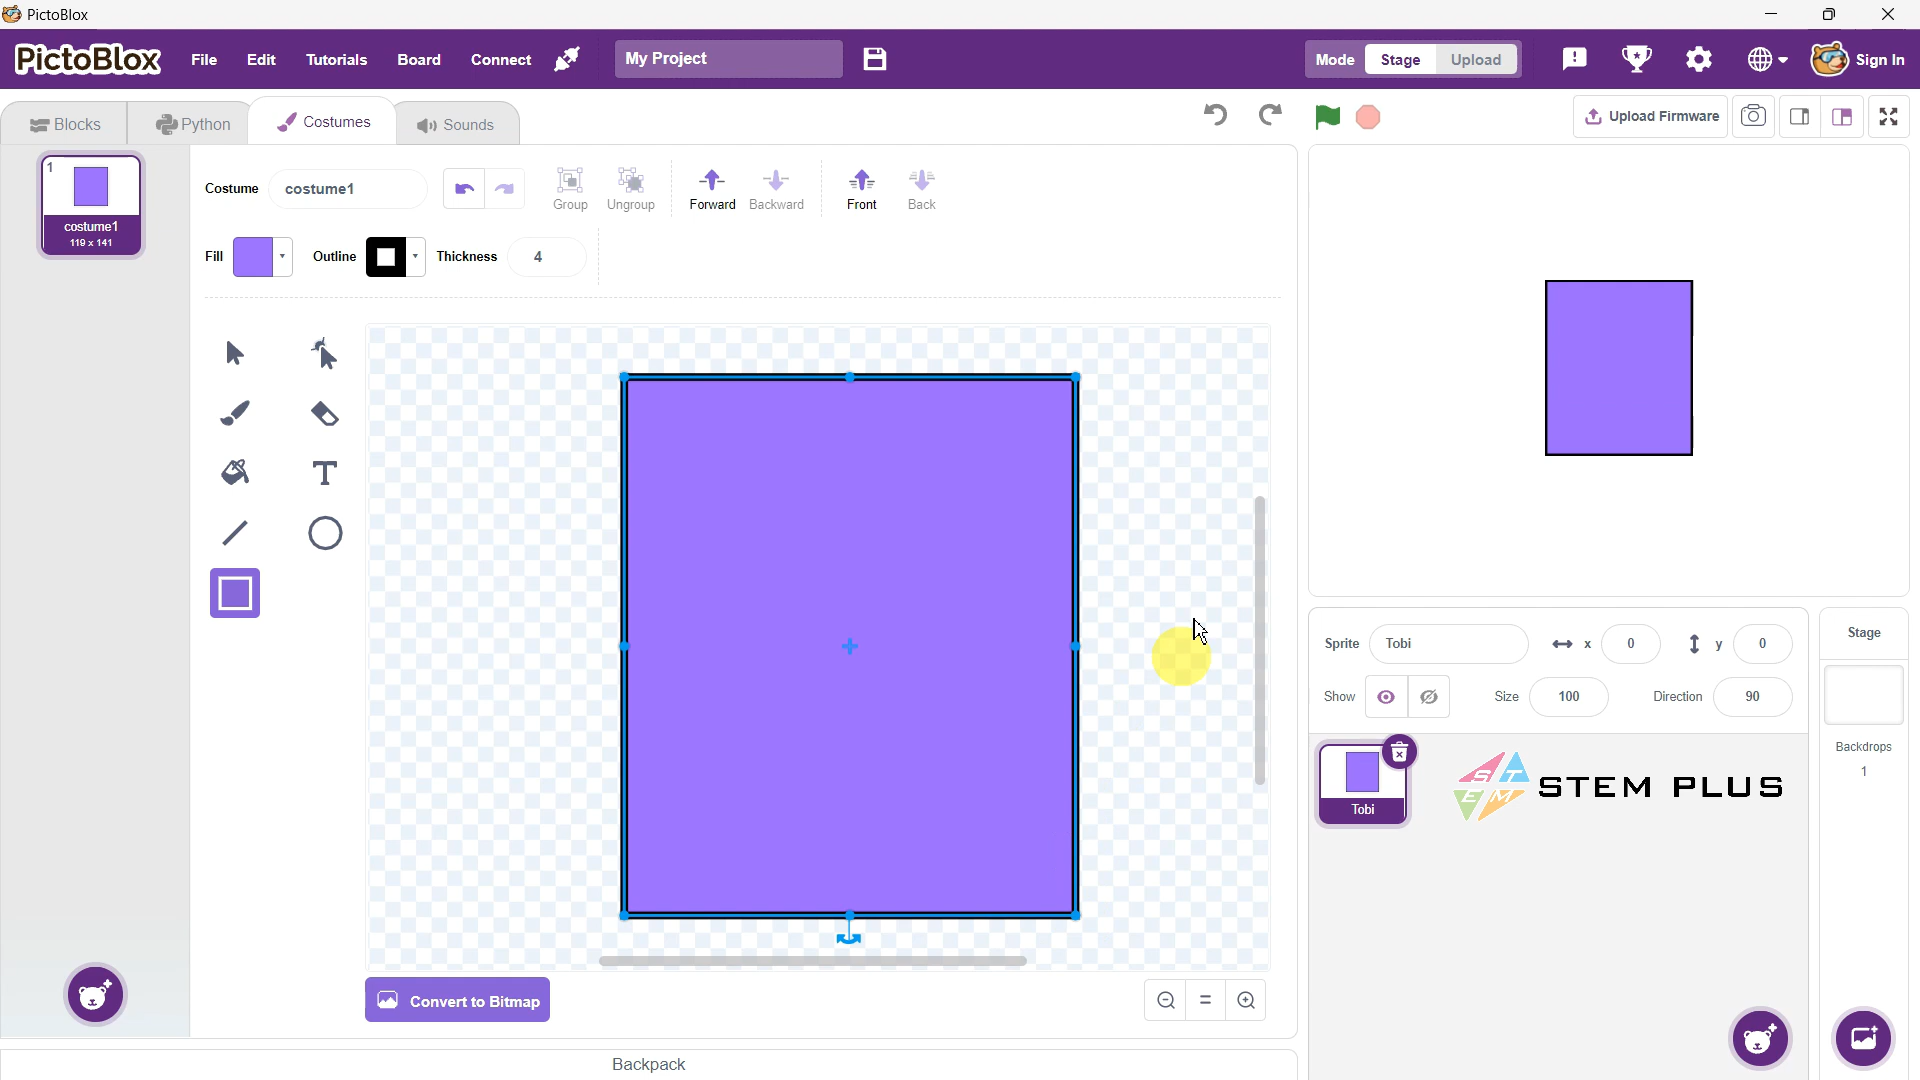 PictoBlox
PictoBlox File Edit Tutorials Board Connect My Project Mode Stage Upload Sign In
Blocks Python Costumes Sounds Upload Firmware
1
costume1
119 x 141
Costume costume1 Group Ungroup Forward Backward Front Back
Fill Outline Thickness 4
T
Convert to Bitmap
Backpack
Sprite Tobi x 0 y 0
Show Size 100 Direction 90
Tobi
S T E M STEM PLUS
Stage
Backdrops
1